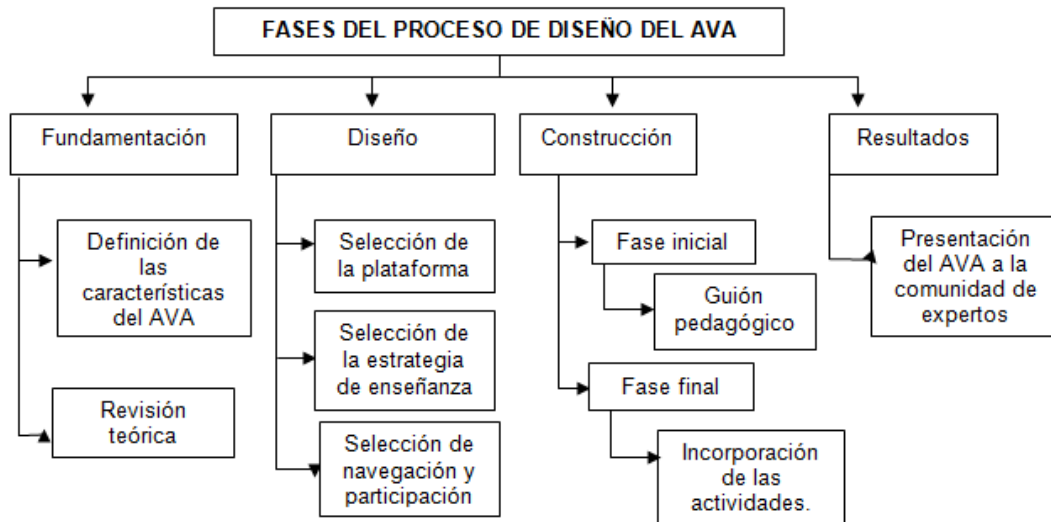 FASES DEL PROCESO DE DISEÑO DEL AVA
Fundamentación
Definición de
las
características
del AVA
Revisión
teórica
Diseño
Selección de
la plataforma
Selección de
la estrategia
de enseñanza
Selección de
navegación y
participación
Construcción
Fase inicial
Guión
pedagógico
Fase final
Incorporación
de las
actividades.
Resultados
Presentación
del AVA a la
comunidad de
expertos